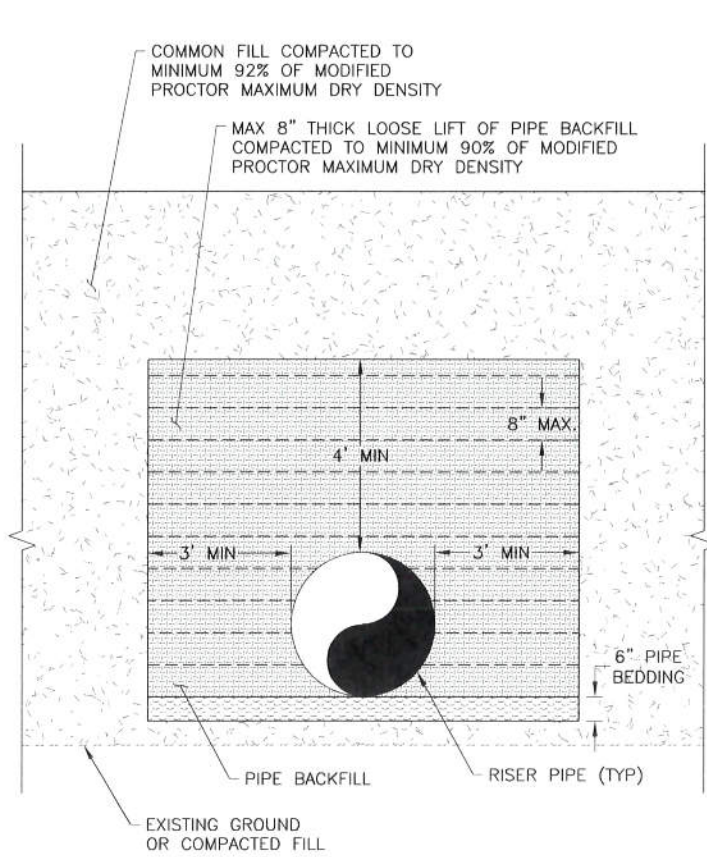 COMMON FILL COMPACTED TO
MINIMUM 92% OF MODIFIED
PROCTOR MAXIMUM DRY DENSITY
MAX 8" THICK LOOSE LIFT OF PIPE BACKFILL
COMPACTED TO MINIMUM 90% OF MODIFIED
PROCTOR MAXIMUM DRY DENSITY
8" MAX.
4' MIN
3' MIN
3' MIN
6" PIPE
BEDDING
PIPE BACKFILL
RISER PIPE (TYP)
EXISTING GROUND
OR COMPACTED FILL